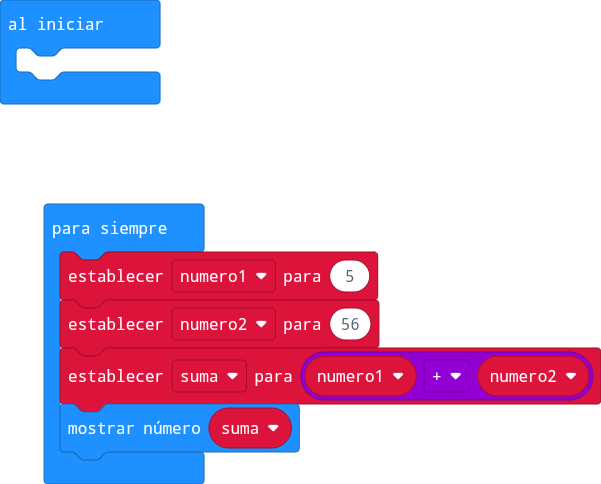 al iniciar
para siempre
establecer numero1 para 5
establecer numero2 para 56
establecer suma para numero1 + numero2
mostrar número suma